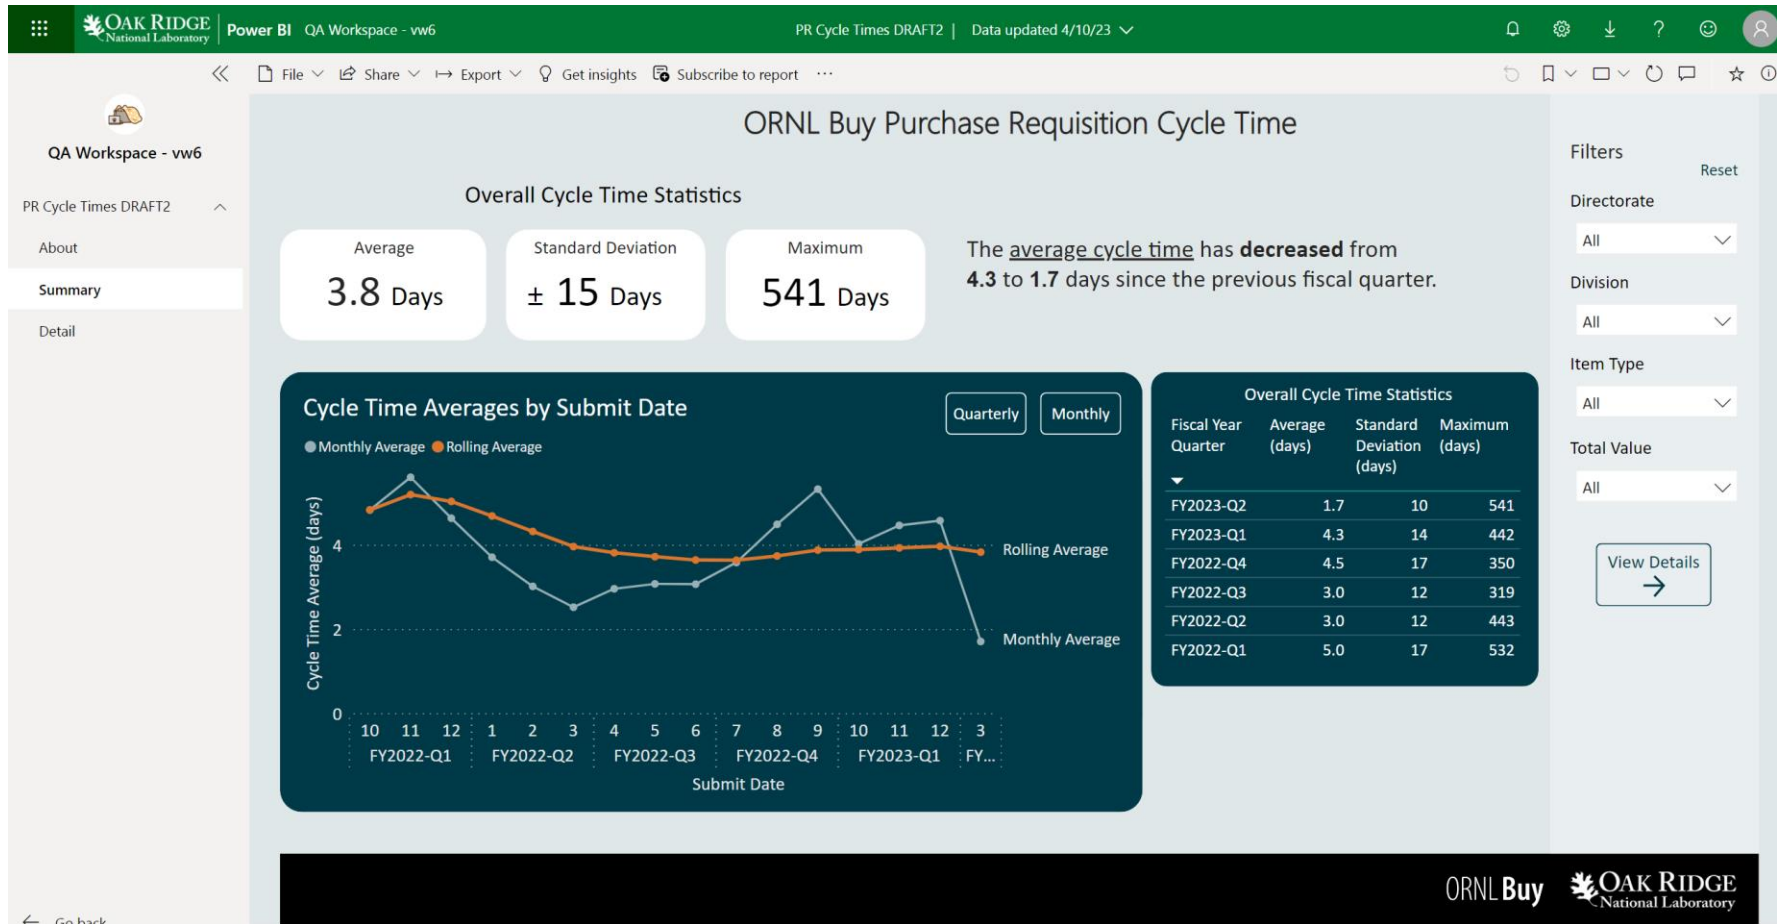 OAK RIDGE
National Laboratory
Power BI QA Workspace - vw6
PR Cycle Times DRAFT2 | Data updated 4/10/23
File Share Export Get insights Subscribe to report ...
QA Workspace - vw6
PR Cycle Times DRAFT2
About
Summary
Detail
Go back
ORNL Buy Purchase Requisition Cycle Time
Overall Cycle Time Statistics
Average
3.8 Days
Standard Deviation
± 15 Days
Maximum
541 Days
The average cycle time has decreased from
4.3 to 1.7 days since the previous fiscal quarter.
Cycle Time Averages by Submit Date
Quarterly
Monthly
Monthly Average Rolling Average
Cycle Time Average (days)
4
2
0
Rolling Average
Monthly Average
10 11 12 1 2 3 4 5 6 7 8 9 10 11 12 3
FY2022-Q1 FY2022-Q2 FY2022-Q3 FY2022-Q4 FY2023-Q1 FY...
Submit Date
Overall Cycle Time Statistics
Fiscal Year Average Standard Maximum
Quarter (days) Deviation (days)
(days)
FY2023-Q2 1.7 10 541
FY2023-Q1 4.3 14 442
FY2022-Q4 4.5 17 350
FY2022-Q3 3.0 12 319
FY2022-Q2 3.0 12 443
FY2022-Q1 5.0 17 532
Filters
Reset
Directorate
All
Division
All
Item Type
All
Total Value
All
View Details
ORNL Buy
OAK RIDGE
National Laboratory